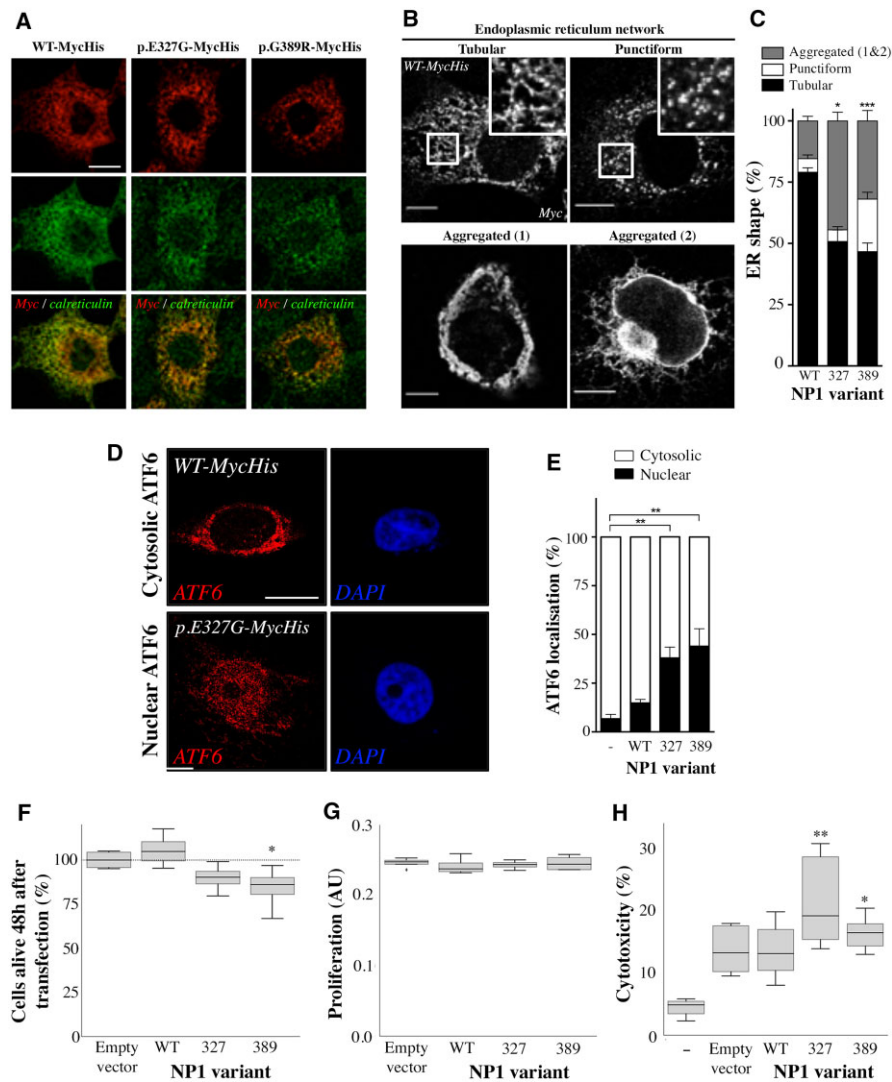 A
WT-MycHis p.E327G-MycHis p.G389R-MycHis
Myc / calreticulin Myc / calreticulin Myc / calreticulin
B
Endoplasmic reticulum network
Tubular Punctiform
WT-MycHis
Myc
Aggregated (1) Aggregated (2)
C
Aggregated (1&2)
Punctiform
Tubular
* ***
ER shape (%)
100
75
50
25
0
WT 327 389
NP1 variant
D
Cytosolic ATF6
WT-MycHis
ATF6 DAPI
Nuclear ATF6
p.E327G-MycHis
ATF6 DAPI
E
Cytosolic
Nuclear
**
**
ATF6 localisation (%)
100
75
50
25
0
- WT 327 389
NP1 variant
F
Cells alive 48h after
transfection (%)
100
75
50
25
0
*
Empty
vector
WT 327 389
NP1 variant
G
Proliferation (AU)
0.3
0.2
0.1
0.0
Empty
vector
WT 327 389
NP1 variant
H
Cytotoxicity (%)
30
20
10
0
**
*
–
Empty
vector
WT 327 389
NP1 variant